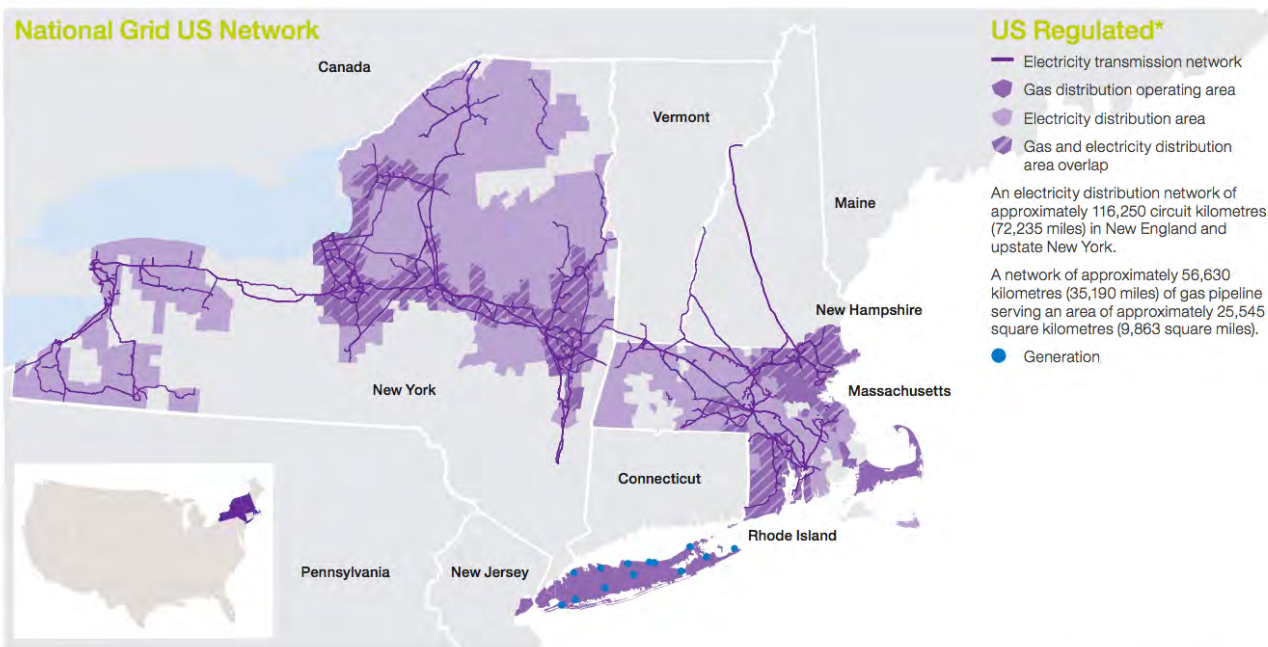 National Grid US Network
US Regulated*
Electricity transmission network
Gas distribution operating area
Electricity distribution area
Gas and electricity distribution
area overlap
An electricity distribution network of
approximately 116,250 circuit kilometres
(72,235 miles) in New England and
upstate New York.
A network of approximately 56,630
kilometres (35,190 miles) of gas pipeline
serving an area of approximately 25,545
square kilometres (9,863 square miles).
Generation
Canada
Vermont
Maine
New Hampshire
New York
Massachusetts
Connecticut
Rhode Island
Pennsylvania
New Jersey